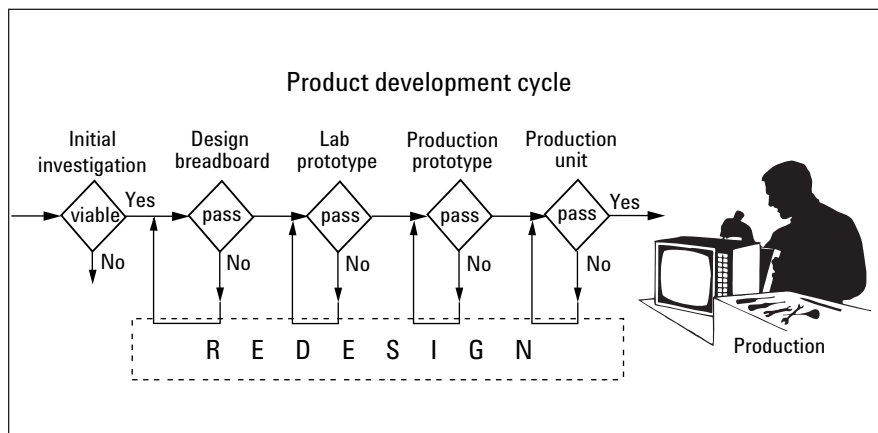 Product development cycle
Initial
investigation
Design
breadboard
Lab
prototype
Production
prototype
Production
unit
viable
Yes
pass
pass
pass
pass
Yes
No
No
No
No
No
REDESIGN
Production